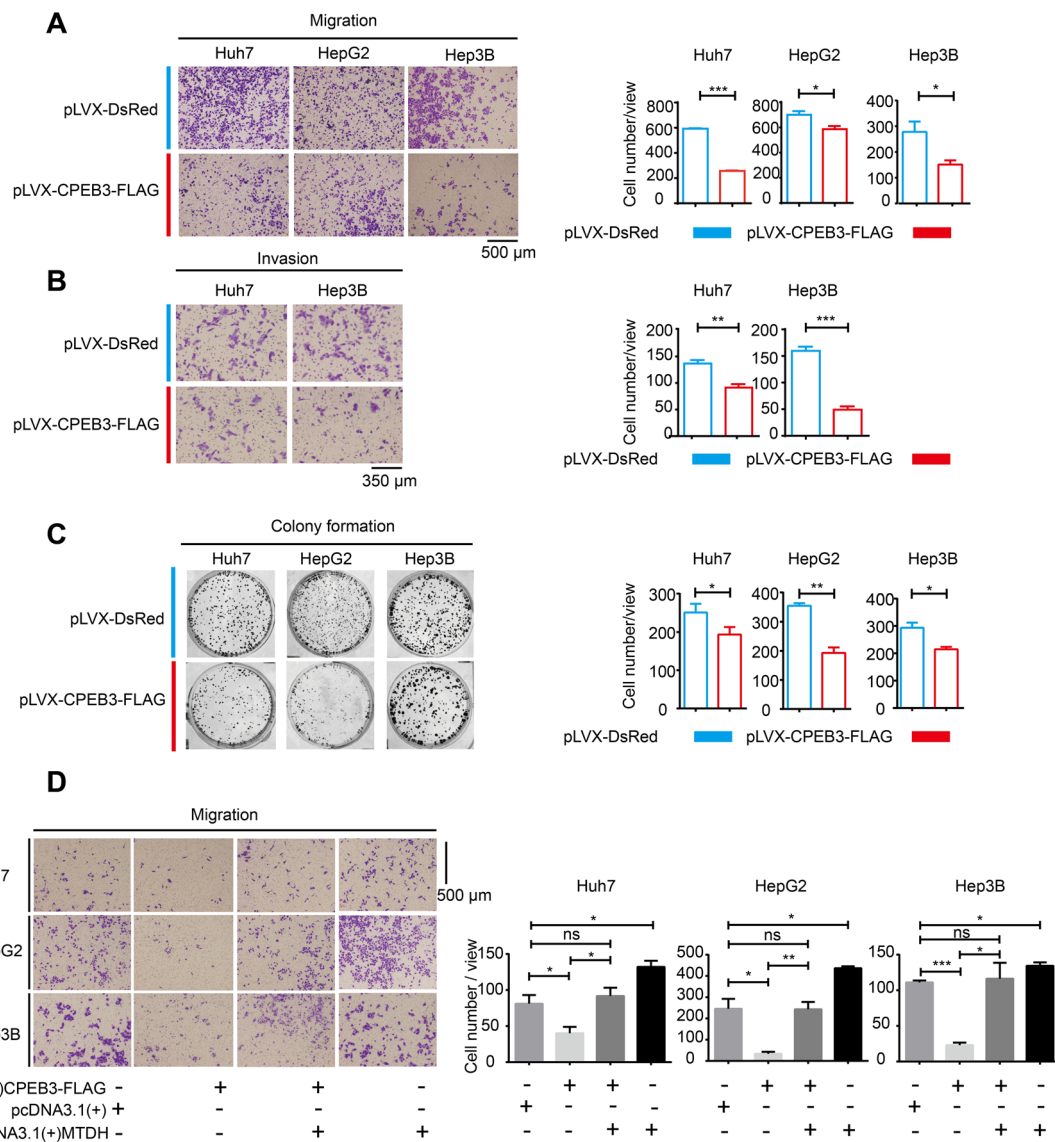 A
Migration
Huh7 HepG2 Hep3B
pLVX-DsRed
pLVX-CPEB3-FLAG
500 μm
Huh7 HepG2 Hep3B
*** * *
Cell number/view
800 600 400 200 0
800 600 400 200 0
400 300 200 100 0
pLVX-DsRed pLVX-CPEB3-FLAG
B
Invasion
Huh7 Hep3B
pLVX-DsRed
pLVX-CPEB3-FLAG
350 μm
Huh7 Hep3B
** ***
Cell number/view
200 150 100 50 0
200 150 100 50 0
pLVX-DsRed pLVX-CPEB3-FLAG
C
Colony formation
Huh7 HepG2 Hep3B
pLVX-DsRed
pLVX-CPEB3-FLAG
Huh7 HepG2 Hep3B
* ** *
Cell number/view
300 200 100 0
400 300 200 100 0
400 300 200 100 0
pLVX-DsRed pLVX-CPEB3-FLAG
D
Migration
7
G2
3B
500 μm
)CPEB3-FLAG - + + -
pcDNA3.1(+) + - - -
NA3.1(+)MTDH - - + +
Huh7 HepG2 Hep3B
* * *
ns ns ns
* * * ** *** *
Cell number / view
150 100 50 0
500 400 300 200 100 0
150 100 50 0
- + + - - + + - - + + -
+ - - - + - - - + - - -
- - + + - - + + - - + +